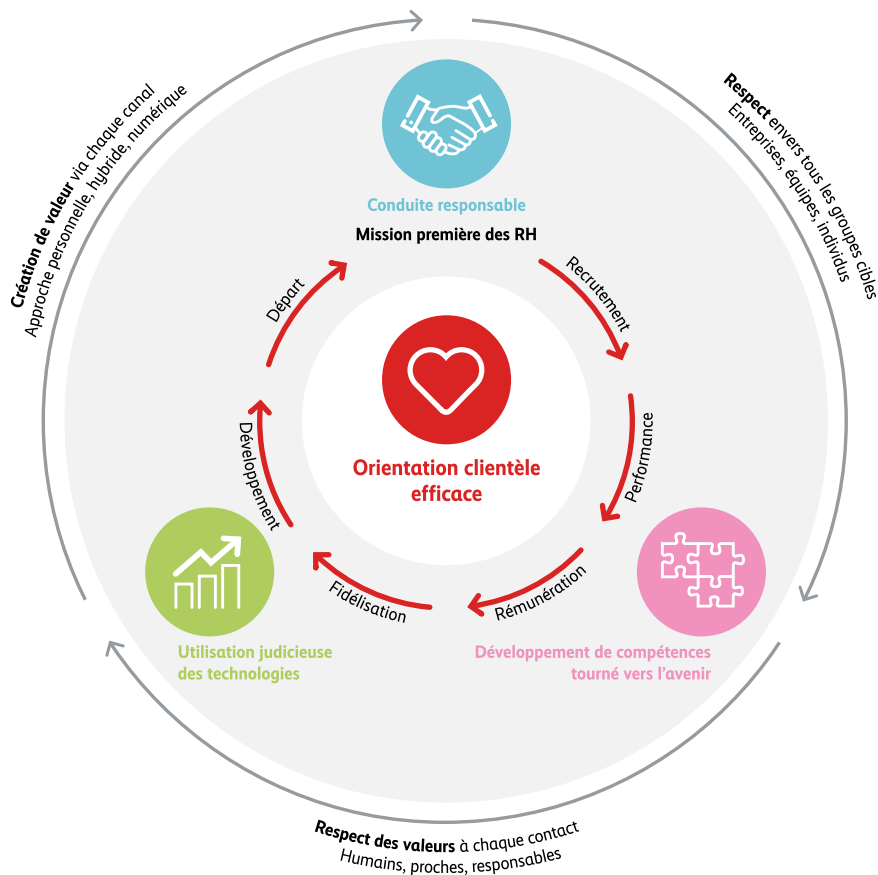 Création de valeur via chaque canal
Approche personnelle, hybride, numérique
Respect envers tous les groupes cibles
Entreprises, équipes, individus
Conduite responsable
Mission première des RH
Départ
Recrutement
Performance
Développement
Orientation clientèle
efficace
Rémunération
Fidélisation
Utilisation judicieuse
des technologies
Développement de compétences
tourné vers l’avenir
Respect des valeurs à chaque contact
Humains, proches, responsables